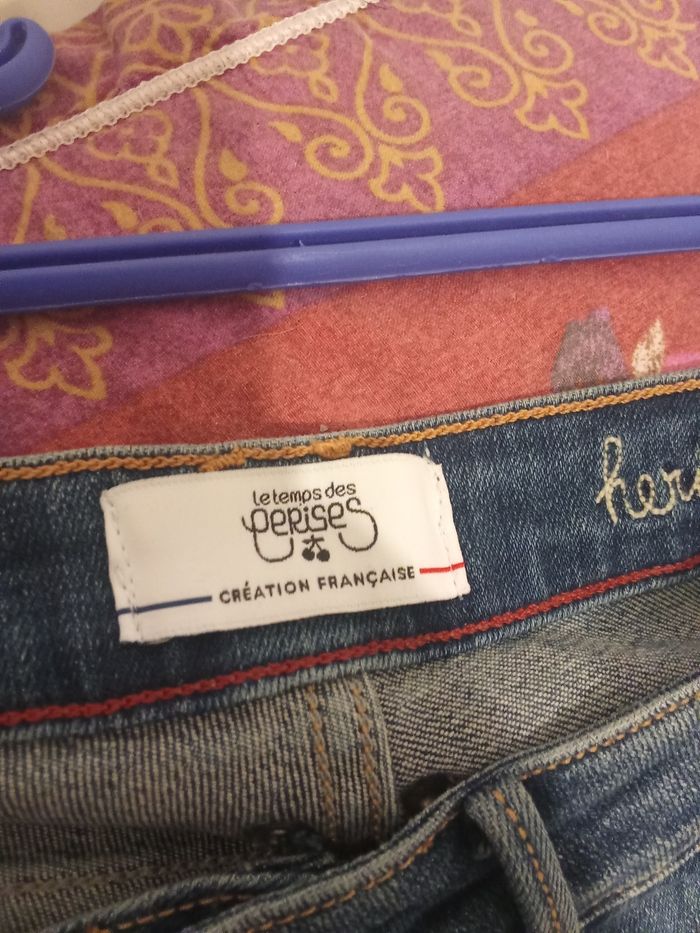 le temps des
cerises
CRÉATION FRANÇAISE